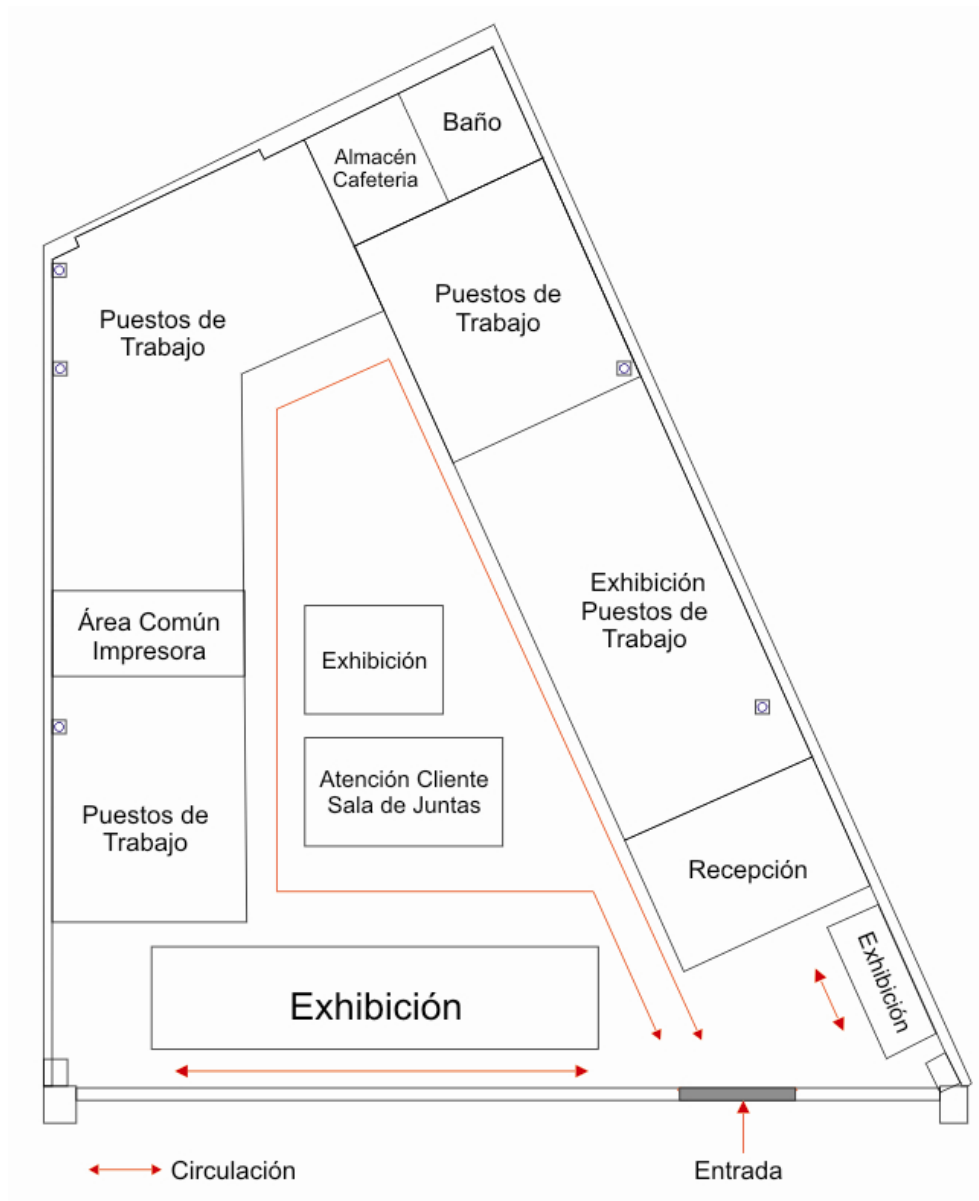 Baño
Almacén
Cafeteria
Puestos de
Trabajo
Puestos de
Trabajo
Exhibición
Puestos de
Trabajo
Área Común
Impresora
Exhibición
Atención Cliente
Sala de Juntas
Puestos de
Trabajo
Recepción
Exhibición
Exhibición
Circulación
Entrada